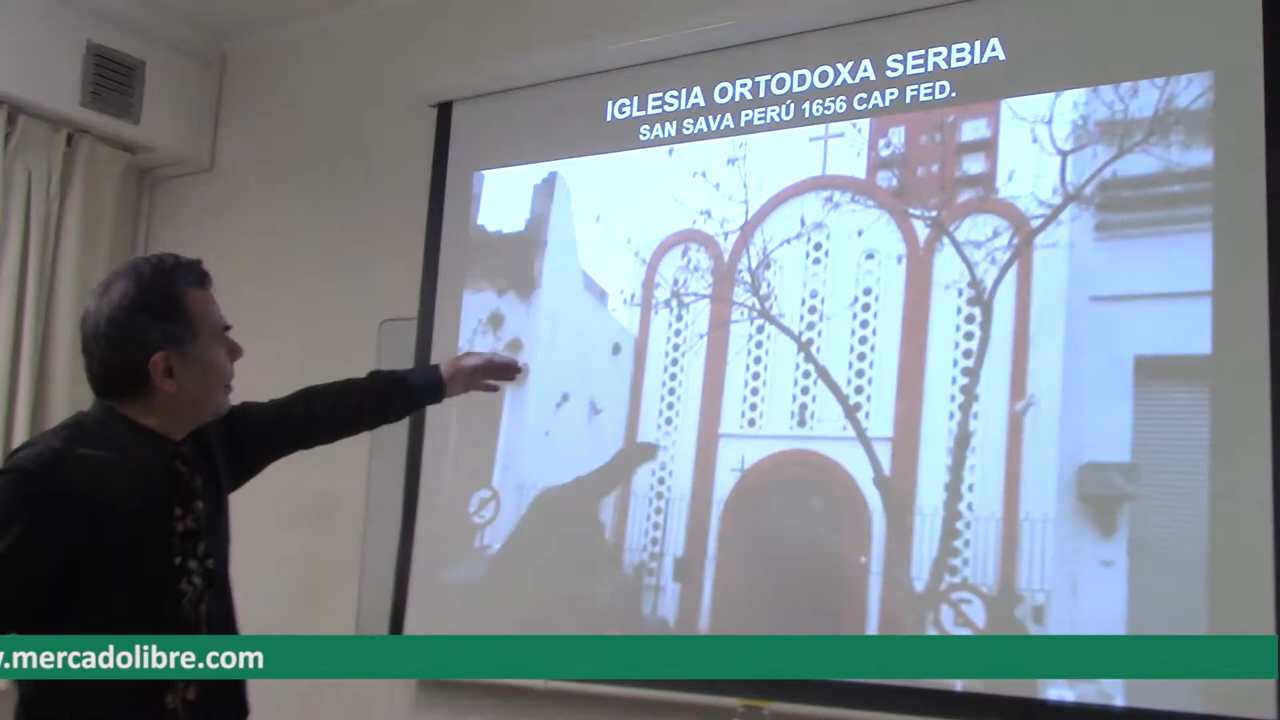 IGLESIA ORTODOXA SERBIA
SAN SAVA PERÚ 1656 CAP FED.
.mercadolibre.com